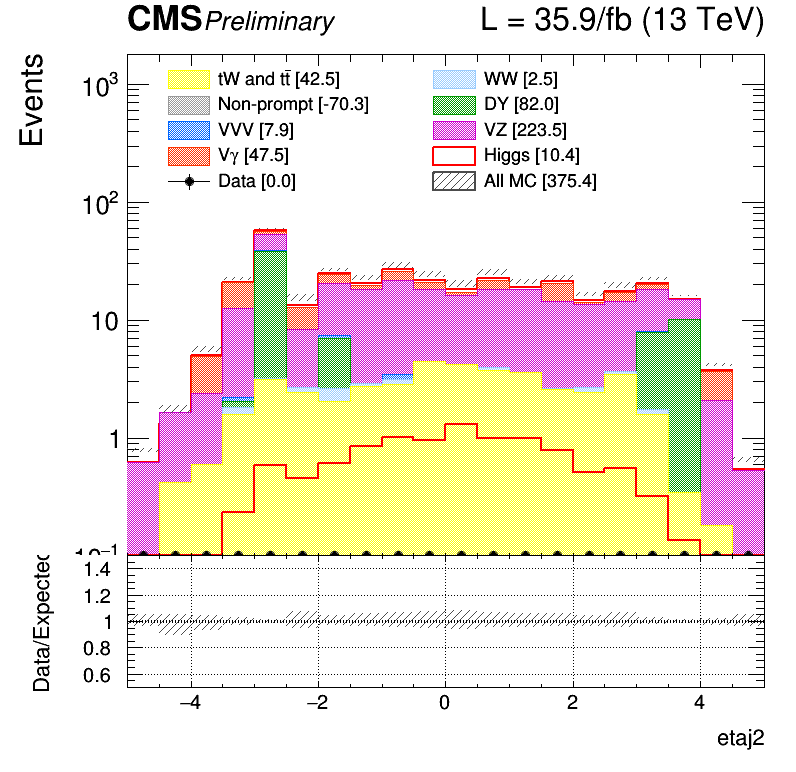 CMS Preliminary L = 35.9/fb (13 TeV)
Events
tW and tt̄ [42.5] WW [2.5]
Non-prompt [-70.3] DY [82.0]
VVV [7.9] VZ [223.5]
Vγ [47.5] Higgs [10.4]
Data [0.0] All MC [375.4]
10³
10²
10
1
10⁻¹
Data/Expected
1.4
1.2
1
0.8
0.6
−4 −2 0 2 4
etaj2